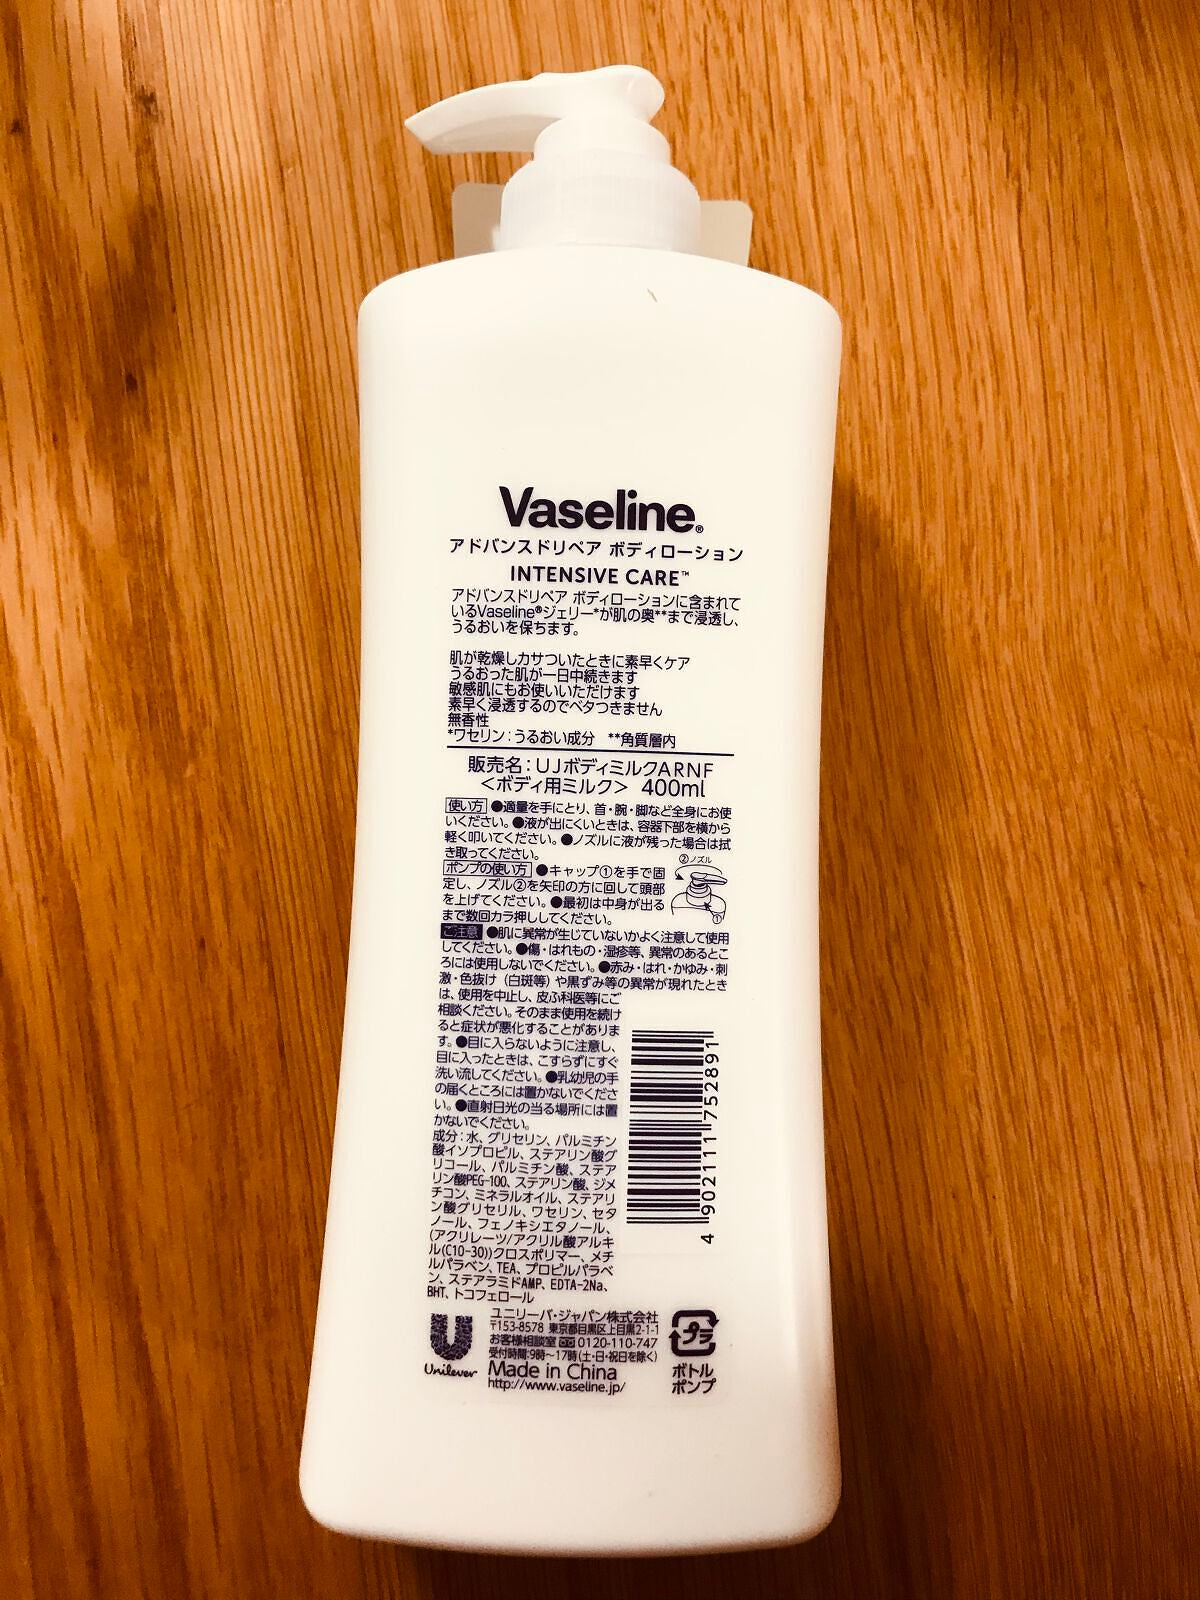 Vaseline®
アドバンスドリペア ボディローション
INTENSIVE CARE™
アドバンスドリペア ボディローションに含まれて
いるVaseline®ジェリー*が肌の奥**まで浸透し、
うるおいを保ちます。
肌が乾燥しカサついたときに素早くケア
うるおった肌が一日中続きます
敏感肌にもお使いいただけます
素早く浸透するのでベタつきません
無香性
*ワセリン：うるおい成分 **角質層内
販売名：UJボディミルクARNF
＜ボディ用ミルク＞ 400ml
使い方 ●適量を手にとり、首・腕・脚など全身にお使
いください。●液が出にくいときは、容器下部を横から
軽く叩いてください。●ノズルに液が残った場合は拭
き取ってください。
②ノズル
ポンプの使い方 ●キャップ①を手で固
定し、ノズル②を矢印の方に回して頭部
を上げてください。●最初は中身が出る
まで数回カラ押ししてください。
①
ご注意 ●肌に異常が生じていないかよく注意して使用
してください。●傷・はれもの・湿疹等、異常のあるとこ
ろには使用しないでください。●赤み・はれ・かゆみ・刺
激・色抜け（白斑等）や黒ずみ等の異常が現れたとき
は、使用を中止し、皮ふ科医等にご
相談ください。そのまま使用を続け
ると症状が悪化することがありま
す。●目に入らないように注意し、
目に入ったときは、こすらずにすぐ
洗い流してください。●乳幼児の手
の届くところには置かないでくださ
い。●直射日光の当る場所には置
かないでください。
成分：水、グリセリン、パルミチン
酸イソプロピル、ステアリン酸グ
リコール、パルミチン酸、ステア
リン酸PEG-100、ステアリン酸、ジメ
チコン、ミネラルオイル、ステアリ
ン酸グリセリル、ワセリン、セタ
ノール、フェノキシエタノール、
(アクリレーツ/アクリル酸アルキ
ル(C10-30))クロスポリマー、メチ
ルパラベン、TEA、プロピルパラベ
ン、ステアラミドAMP、EDTA-2Na、
BHT、トコフェロール
4 902111 752891
Unilever
ユニリーバ・ジャパン株式会社
〒153-8578 東京都目黒区上目黒2-1-1
お客様相談室 0120-110-747
受付時間:9時～17時(土・日・祝日を除く)
Made in China
http://www.vaseline.jp/
プラ
ボトル
ポンプ